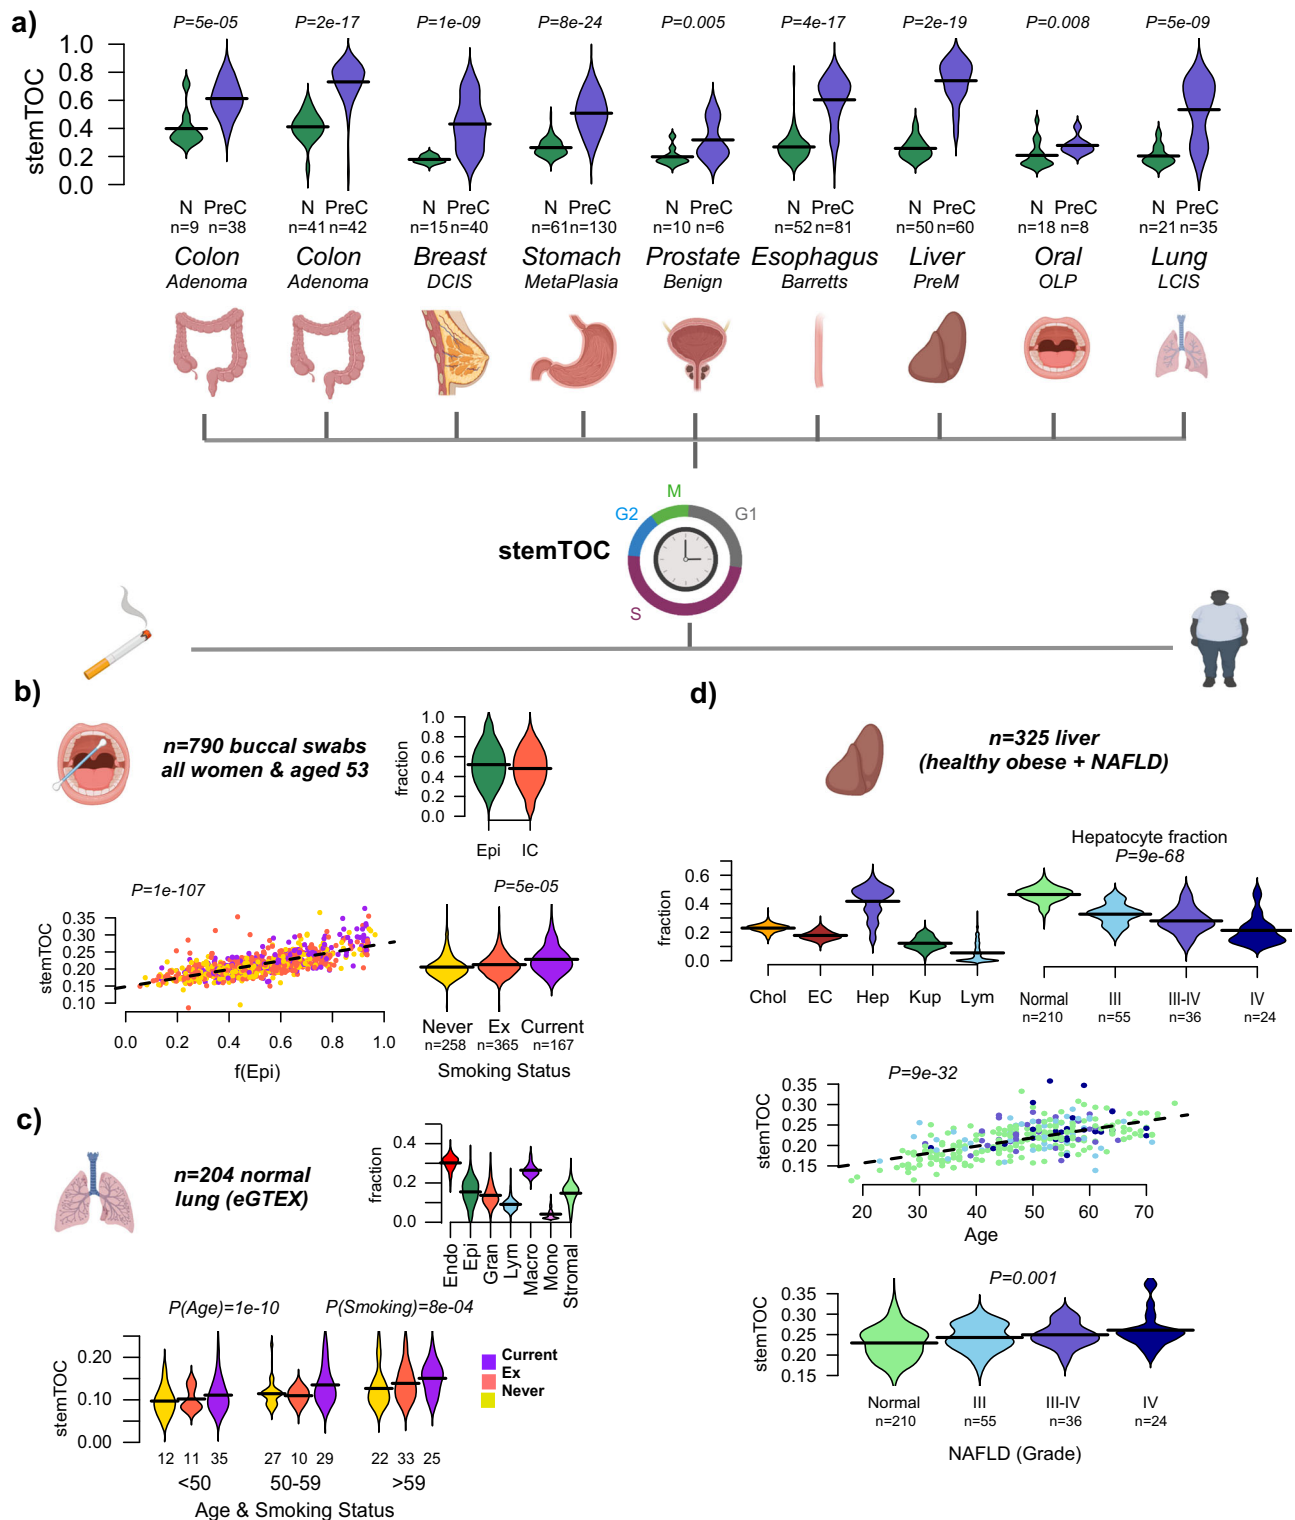 a)
P=5e-05 P=2e-17 P=1e-09 P=8e-24 P=0.005 P=4e-17 P=2e-19 P=0.008 P=5e-09
stemTOC
1.0
0.8
0.6
0.4
0.2
0.0
N PreC N PreC N PreC N PreC N PreC N PreC N PreC N PreC N PreC
n=9 n=38 n=41 n=42 n=15 n=40 n=61 n=130 n=10 n=6 n=52 n=81 n=50 n=60 n=18 n=8 n=21 n=35
Colon Colon Breast Stomach Prostate Esophagus Liver Oral Lung
Adenoma Adenoma DCIS MetaPlasia Benign Barretts PreM OLP LCIS
M
G2 G1
stemTOC
S
b)
n=790 buccal swabs
all women & aged 53
fraction
1.0
0.8
0.6
0.4
0.2
0.0
Epi IC
P=1e-107
stemTOC
0.35
0.30
0.25
0.20
0.15
0.10
0.0 0.2 0.4 0.6 0.8 1.0
f(Epi)
P=5e-05
Never Ex Current
n=258 n=365 n=167
Smoking Status
c)
n=204 normal
lung (eGTEX)
fraction
0.4
0.2
0.0
Endo
Epi
Gran
Lym
Macro
Mono
Stromal
P(Age)=1e-10 P(Smoking)=8e-04
stemTOC
0.20
0.10
0.00
Current
Ex
Never
12 11 35 27 10 29 22 33 25
<50 50-59 >59
Age & Smoking Status
d)
n=325 liver
(healthy obese + NAFLD)
fraction
0.6
0.4
0.2
0.0
Chol EC Hep Kup Lym
Hepatocyte fraction
P=9e-68
Normal III III-IV IV
n=210 n=55 n=36 n=24
P=9e-32
stemTOC
0.35
0.30
0.25
0.20
0.15
20 30 40 50 60 70
Age
P=0.001
stemTOC
0.35
0.30
0.25
0.20
0.15
Normal III III-IV IV
n=210 n=55 n=36 n=24
NAFLD (Grade)